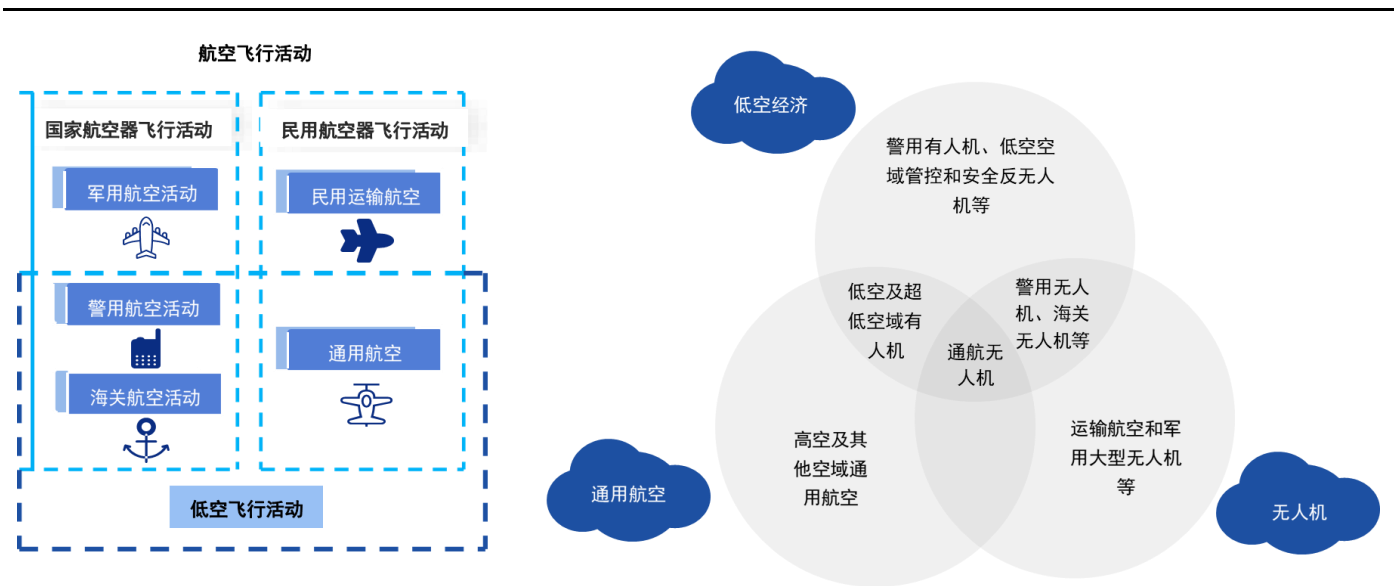 航空飞行活动
国家航空器飞行活动
军用航空活动
警用航空活动
海关航空活动
民用航空器飞行活动
民用运输航空
通用航空
低空飞行活动
低空经济
警用有人机、低空空
域管控和安全反无人
机等
低空及超
低空域有
人机
警用无人
机、海关
无人机等
通航无
人机
高空及其
他空域通
用航空
运输航空和军
用大型无人机
等
通用航空
无人机